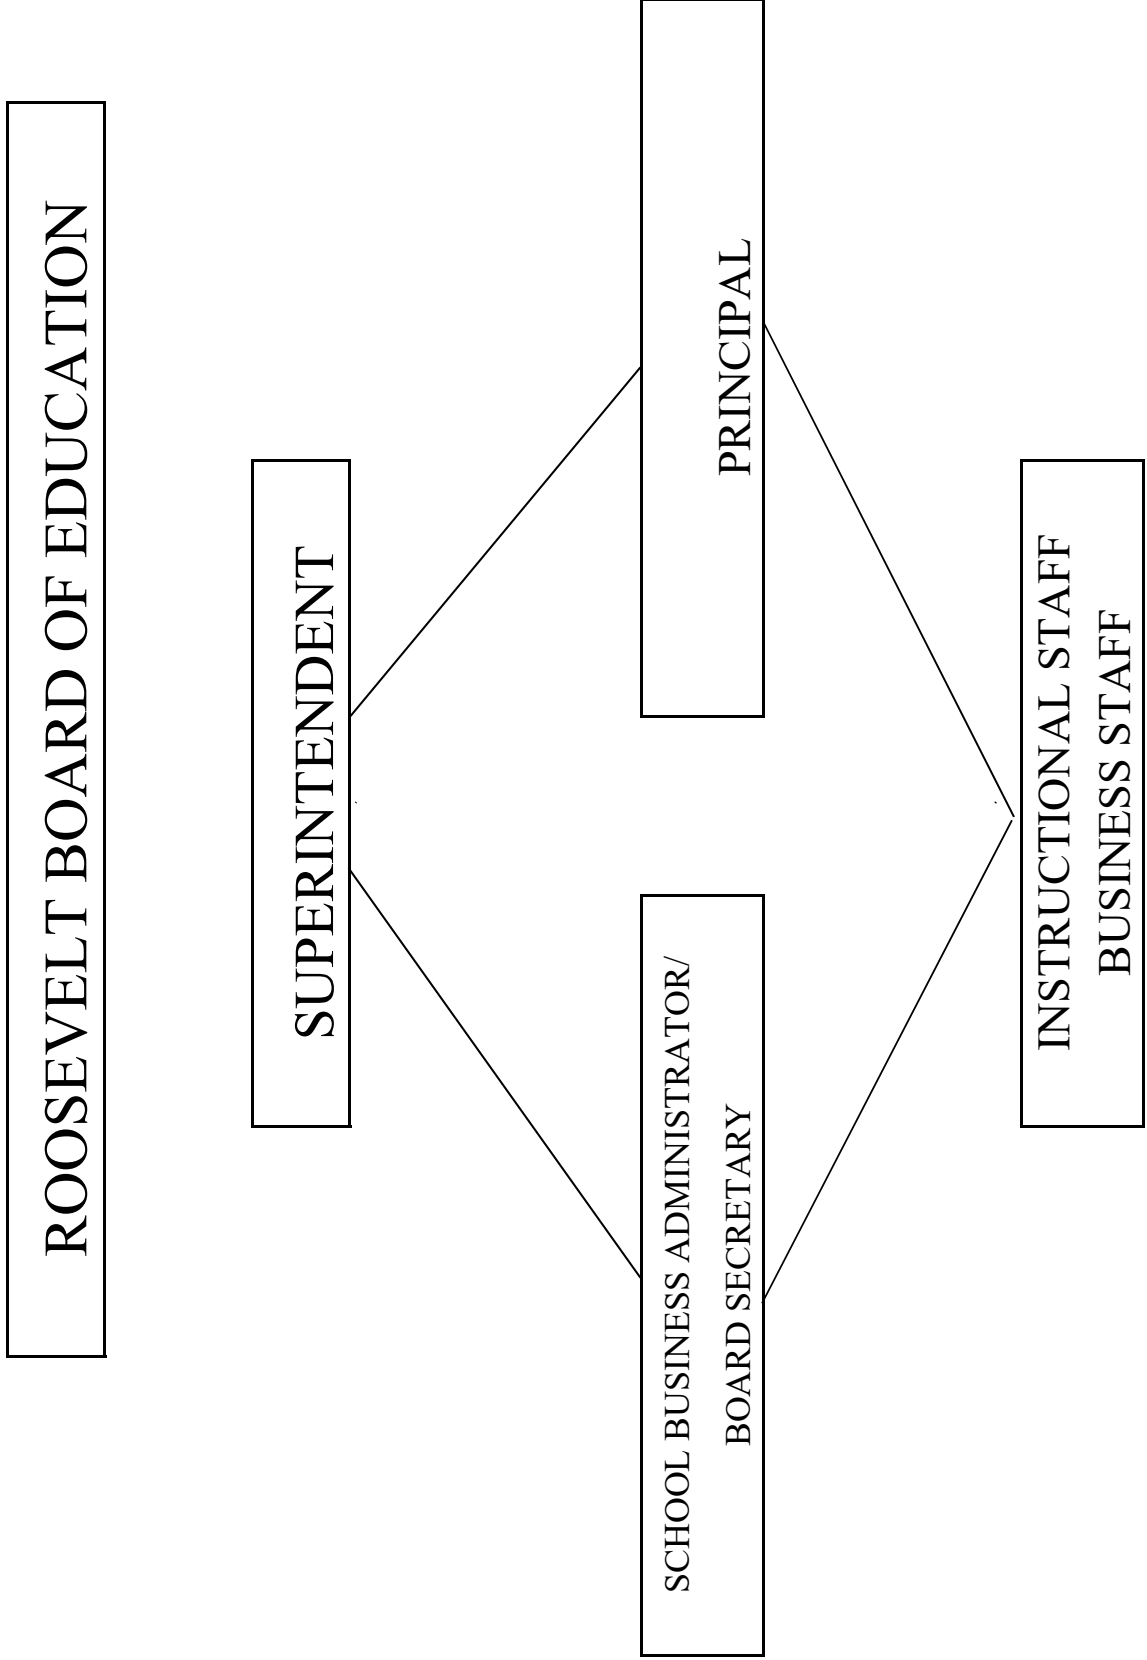 ROOSEVELT BOARD OF EDUCATION
SUPERINTENDENT
SCHOOL BUSINESS ADMINISTRATOR/
BOARD SECRETARY
PRINCIPAL
INSTRUCTIONAL STAFF
BUSINESS STAFF